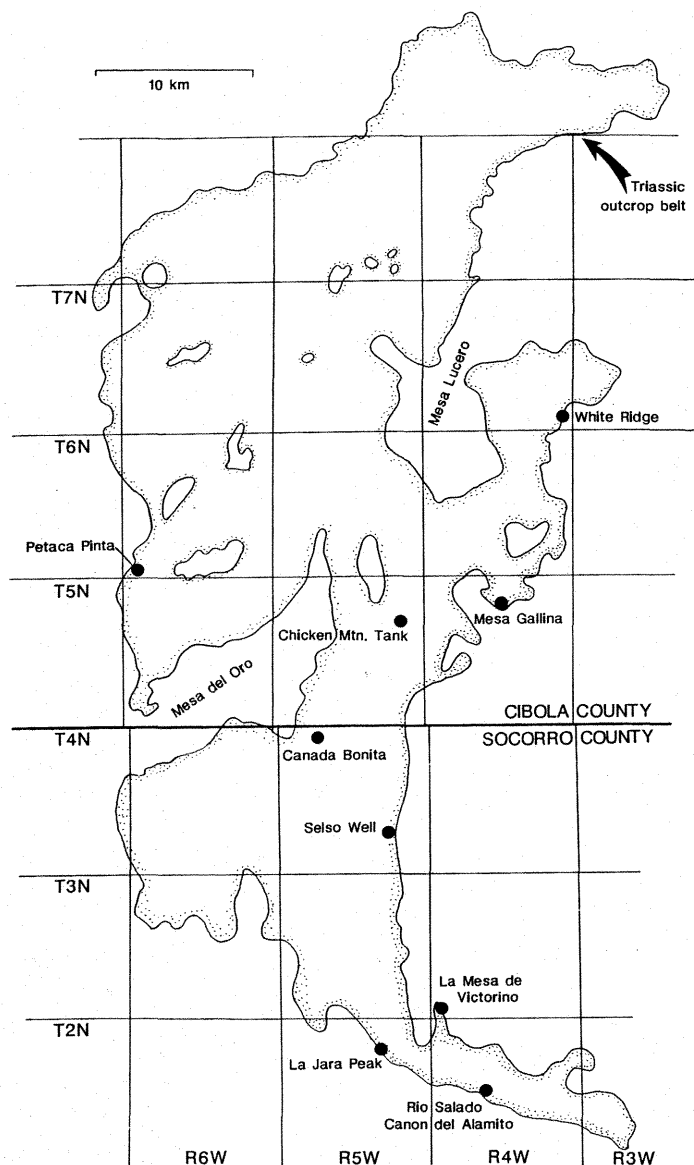 10 km
Triassic
outcrop belt
T7N
Mesa Lucero
White Ridge
T6N
Petaca Pinta
T5N
Mesa Gallina
Chicken Mtn. Tank
Mesa del Oro
CIBOLA COUNTY
T4N
SOCORRO COUNTY
Canada Bonita
Selso Well
T3N
La Mesa de
Victorino
T2N
La Jara Peak
Rio Salado
Canon del Alamito
R6W R5W R4W R3W